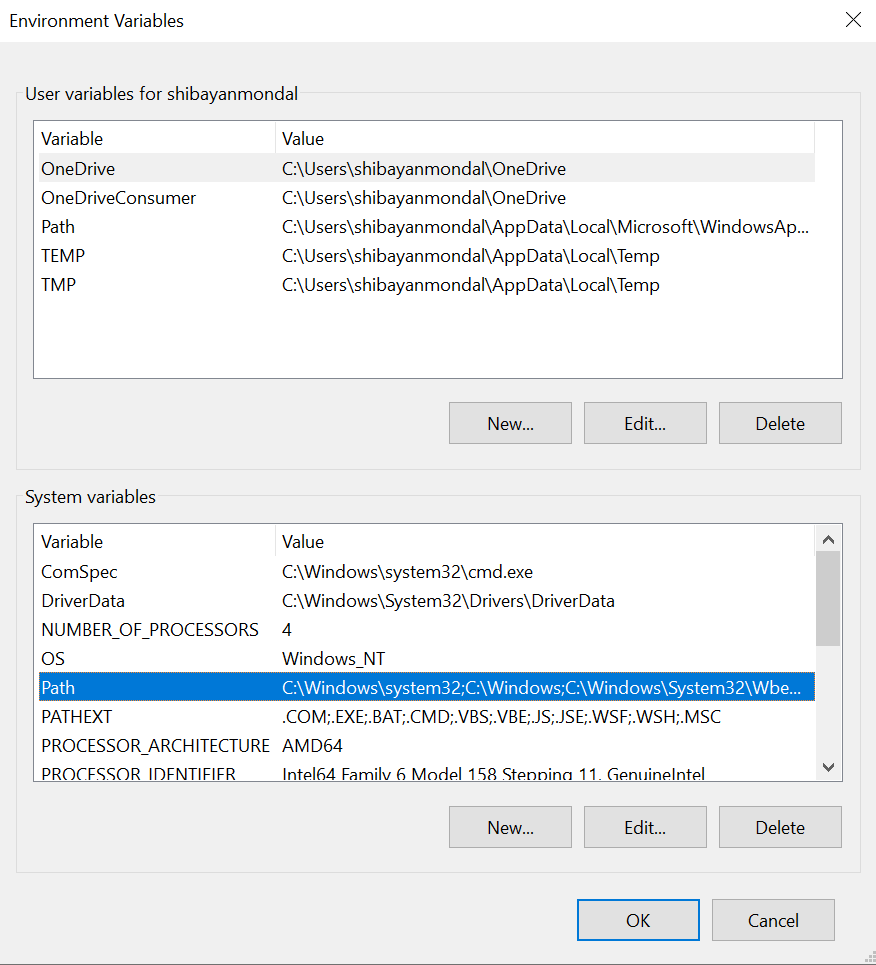 Environment Variables
User variables for shibayanmondal
Variable Value
OneDrive C:\Users\shibayanmondal\OneDrive
OneDriveConsumer C:\Users\shibayanmondal\OneDrive
Path C:\Users\shibayanmondal\AppData\Local\Microsoft\WindowsAp...
TEMP C:\Users\shibayanmondal\AppData\Local\Temp
TMP C:\Users\shibayanmondal\AppData\Local\Temp
New... Edit... Delete
System variables
Variable Value
ComSpec C:\Windows\system32\cmd.exe
DriverData C:\Windows\System32\Drivers\DriverData
NUMBER_OF_PROCESSORS 4
OS Windows_NT
Path C:\Windows\system32;C:\Windows;C:\Windows\System32\Wbe...
PATHEXT .COM;.EXE;.BAT;.CMD;.VBS;.VBE;.JS;.JSE;.WSF;.WSH;.MSC
PROCESSOR_ARCHITECTURE AMD64
PROCESSOR_IDENTIFIER Intel64 Family 6 Model 158 Stepping 11, GenuineIntel
New... Edit... Delete
OK Cancel